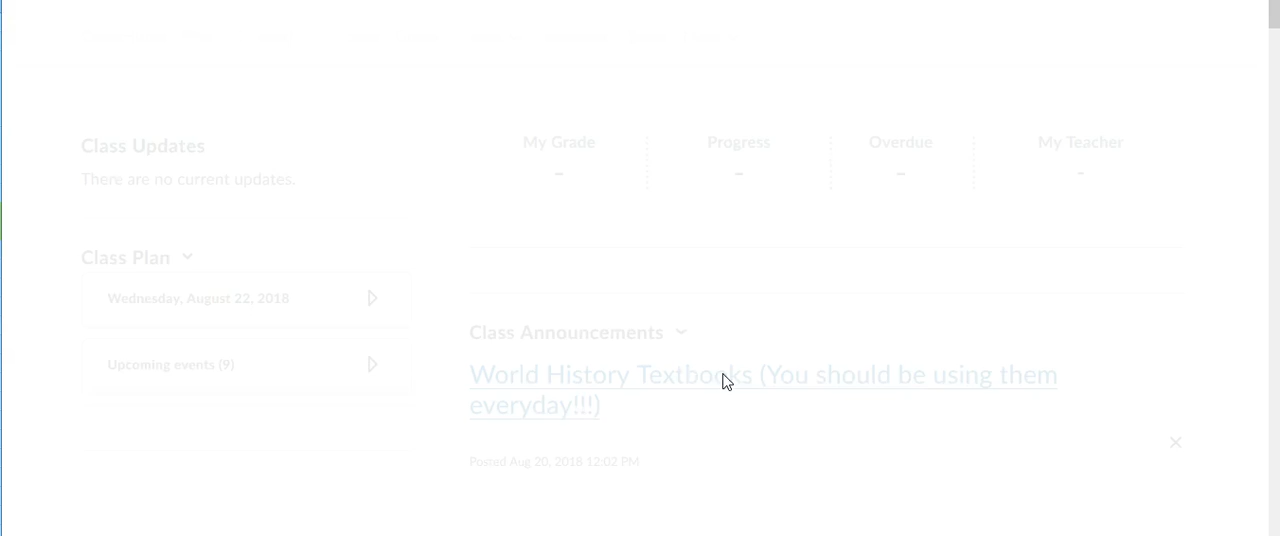 Class Updates
There are no current updates.
Class Plan
Wednesday, August 22, 2018
Upcoming events (9)
My Grade
–
Progress
–
Overdue
–
My Teacher
-
Class Announcements
World History Textbooks (You should be using them
everyday!!!)
Posted Aug 20, 2018 12:02 PM